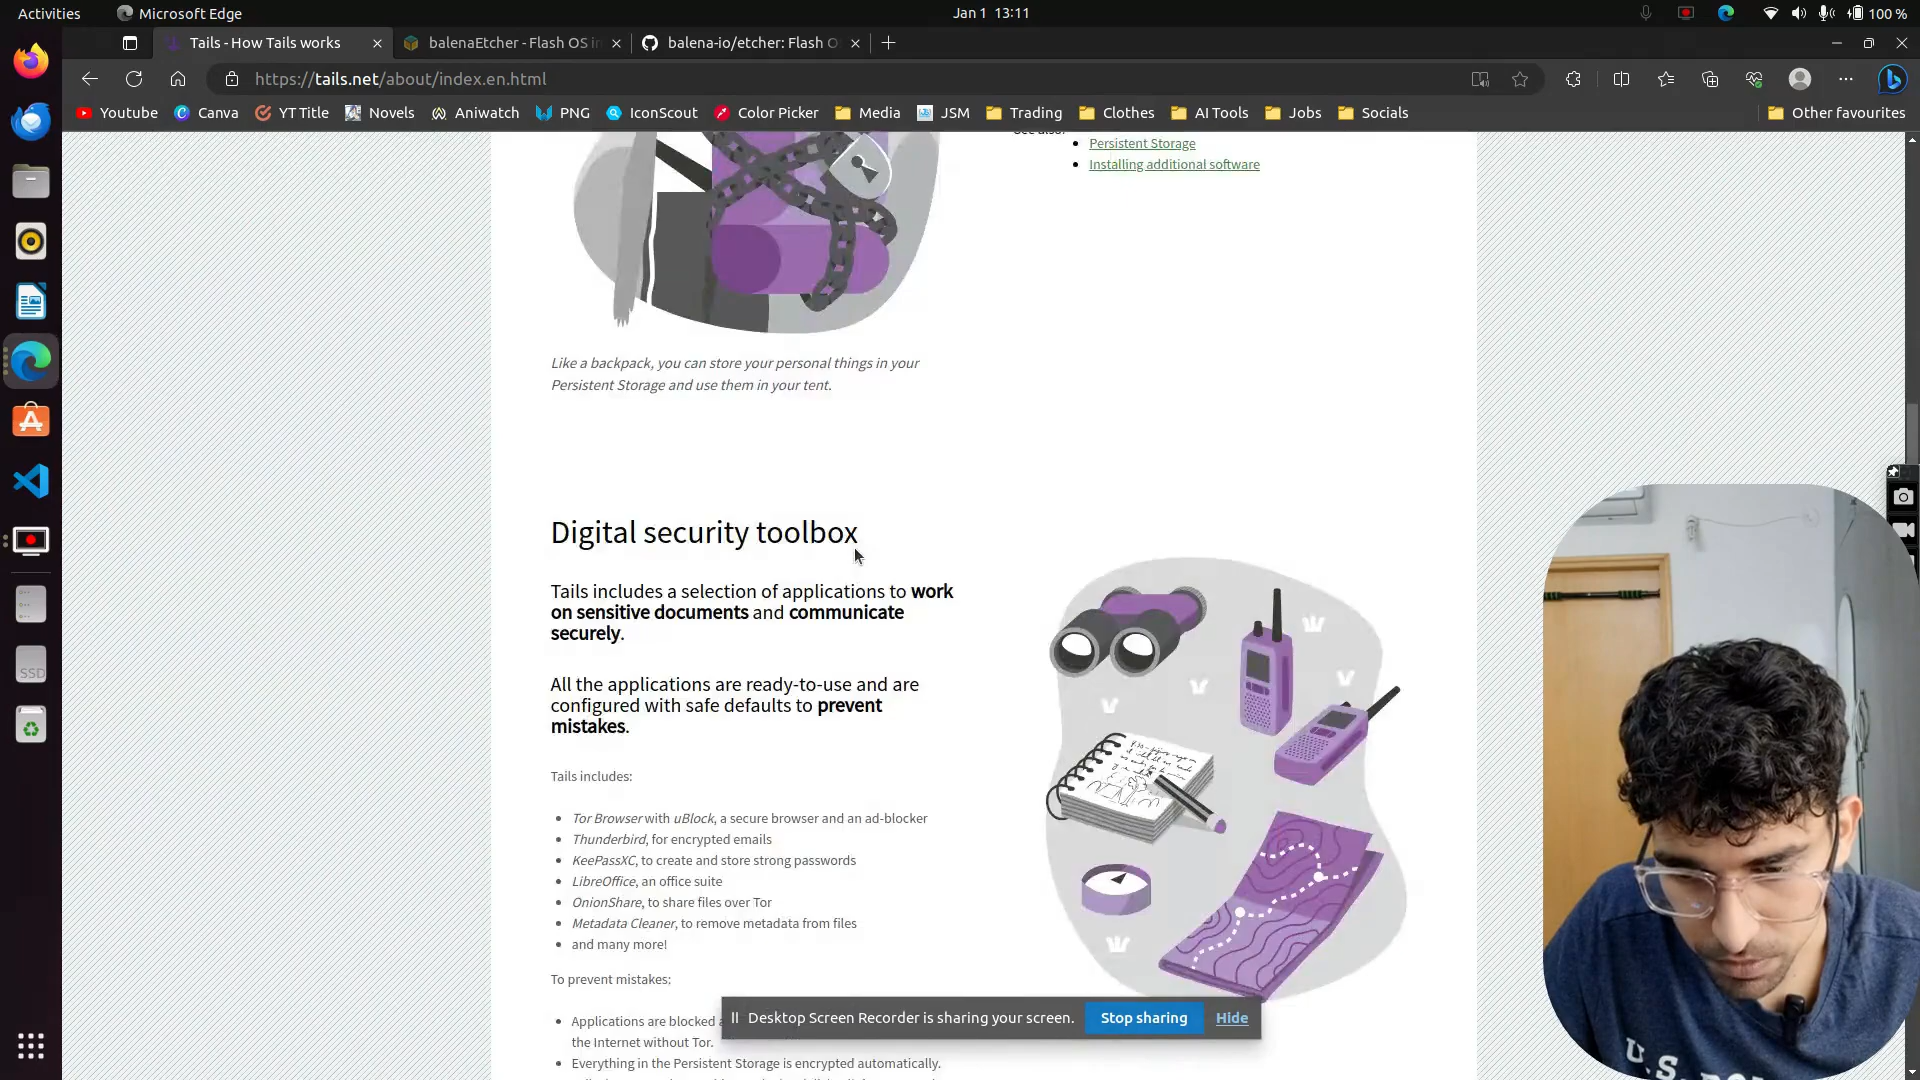 Activities
Microsoft Edge
Jan 1 13:11
100 %
Tails - How Tails works
balenaEtcher - Flash OS im
balena-io/etcher: Flash O
https://tails.net/about/index.en.html
Youtube
Canva
YT Title
Novels
Aniwatch
PNG
IconScout
Color Picker
Media
JSM
Trading
Clothes
AI Tools
Jobs
Socials
Other favourites
See also:
Persistent Storage
Installing additional software
Like a backpack, you can store your personal things in your
Persistent Storage and use them in your tent.
Digital security toolbox
Tails includes a selection of applications to work
on sensitive documents and communicate
securely.
All the applications are ready-to-use and are
configured with safe defaults to prevent
mistakes.
Tails includes:
Tor Browser with uBlock, a secure browser and an ad-blocker
Thunderbird, for encrypted emails
KeePassXC, to create and store strong passwords
LibreOffice, an office suite
OnionShare, to share files over Tor
Metadata Cleaner, to remove metadata from files
and many more!
To prevent mistakes:
Applications are blocked
the Internet without Tor.
Everything in the Persistent Storage is encrypted automatically.
Desktop Screen Recorder is sharing your screen.
Stop sharing
Hide
SSD
U.S.